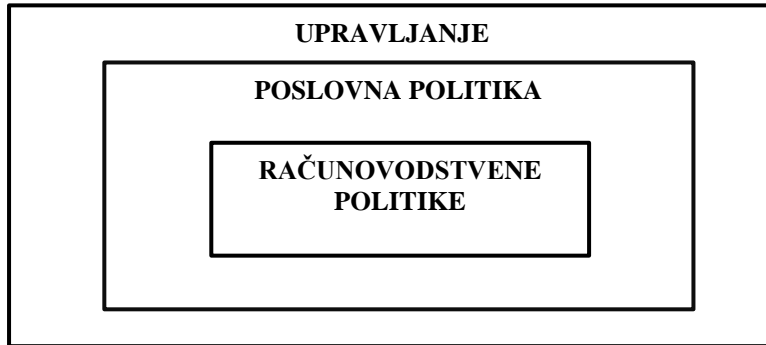 UPRAVLJANJE
POSLOVNA POLITIKA
RAČUNOVODSTVENE
POLITIKE